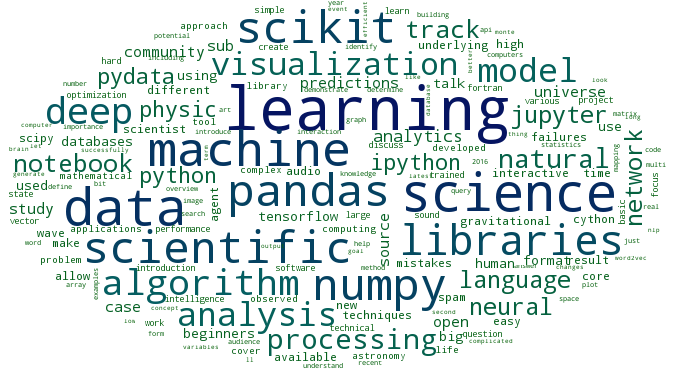 year
event
simple
learn
building
approach
efficient
scikit
track
api
monte
potential
create
identify
sub
underlying
high
computers
community
including
hard
visualization
better
model
pydata
using
library
predictions
talk
like
look
number
different
demonstrate
determine
fortran
universe
optimization
tool
art
learning
database
various
project
deep
physic
jupyter
matrix
computer
importance
scientist
introduce
interaction
graph
analytics
thing
failures
use
scipy
databases
machine
discuss
developed
statistics
code
brain
successfully
term
ipython
natural
mapping
multi
notebook
python
complex
audio
knowledge
trained
2016
interactive
time
network
generate
mathematical
pandas
query
science
focus
used
define
bit
overview
agent
basic
real
state
data
image
study
search
tensorflow
large
sound
gravitational
cython
vector
applications
performance
computing
source
libraries
nip
wave
word
make
scientific
output
help
goal
mistakes
just
problem
introduction
software
method
human
format
result
word2vec
changes
allow
examples
algorithm
numpy
language
core
plot
array
intelligence
observed
new
spam
neural
space
case
concept
analysis
techniques
second
work
beginners
technical
open
easy
form
variables
audience
processing
big
question
complicated
cover
available
astronomy
life
understand
recent